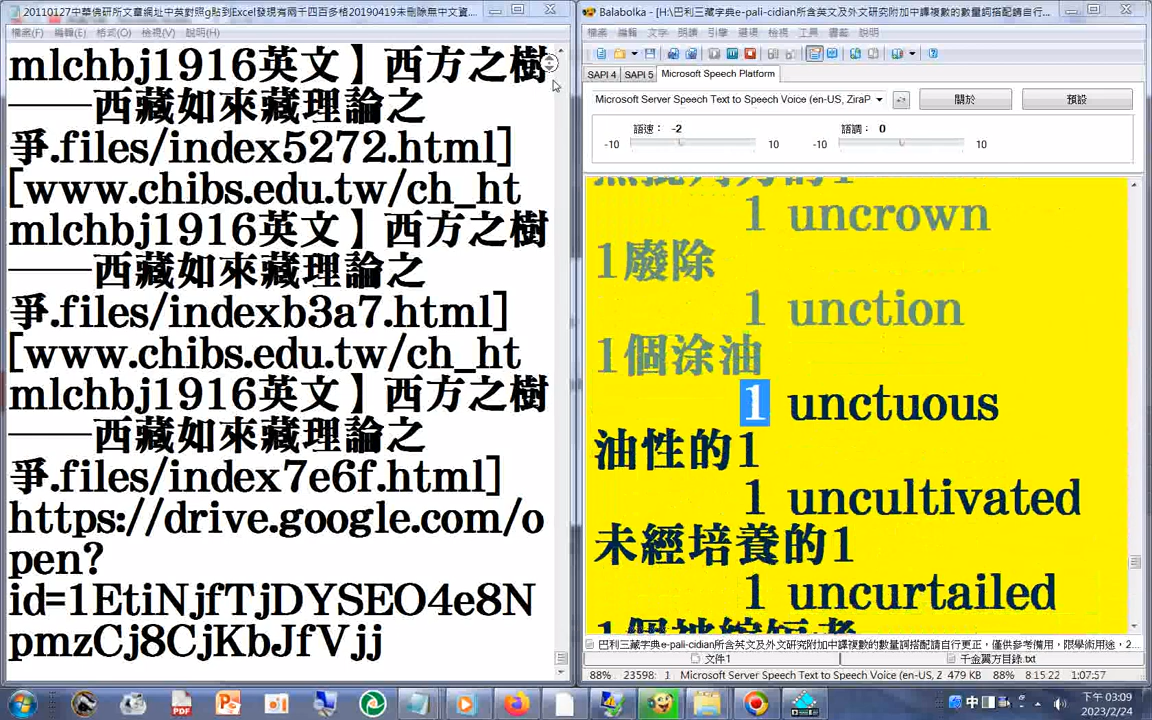 20110127中華佛研所文章網址中英對照g點到Excel發現有兩千四百多格20190419未刪除無中文資...
檔案(F) 編輯(E) 格式(O) 檢視(V) 說明(H)
mlchbj1916英文】西方之樹
——西藏如來藏理論之
爭.files/index5272.html]
[www.chibs.edu.tw/ch_ht
mlchbj1916英文】西方之樹
——西藏如來藏理論之
爭.files/indexb3a7.html]
[www.chibs.edu.tw/ch_ht
mlchbj1916英文】西方之樹
——西藏如來藏理論之
爭.files/index7e6f.html]
https://drive.google.com/o
pen?
id=1EtiNjfTjDYSEO4e8N
pmzCj8CjKbJfVjj
Balabolka - [H:\巴利三藏字典e-pali-cidian所含英文及外文研究附加中譯複數的數量詞搭配請自行...
檔案 編輯 文字 朗讀 引擎 選項 檢視 工具 書籤 說明
SAPI 4 SAPI 5 Microsoft Speech Platform
Microsoft Server Speech Text to Speech Voice (en-US, ZiraP 關於 預設
語速： -2 語調： 0
-10 10 -10 10
1 uncrown
1廢除
1 unction
1個涂油
1 unctuous
油性的1
1 uncultivated
未經培養的1
1 uncurtailed
巴利三藏字典e-pali-cidian所含英文及外文研究附加中譯複數的數量詞搭配請自行更正，僅供參考備用，限學術用途，2...
文件1 千金翼方目錄.txt
88% 23598: 1 Microsoft Server Speech Text to Speech Voice (en-US, Z 479 KB 8:15:22 1:07:57
中
下午 03:09
2023/2/24